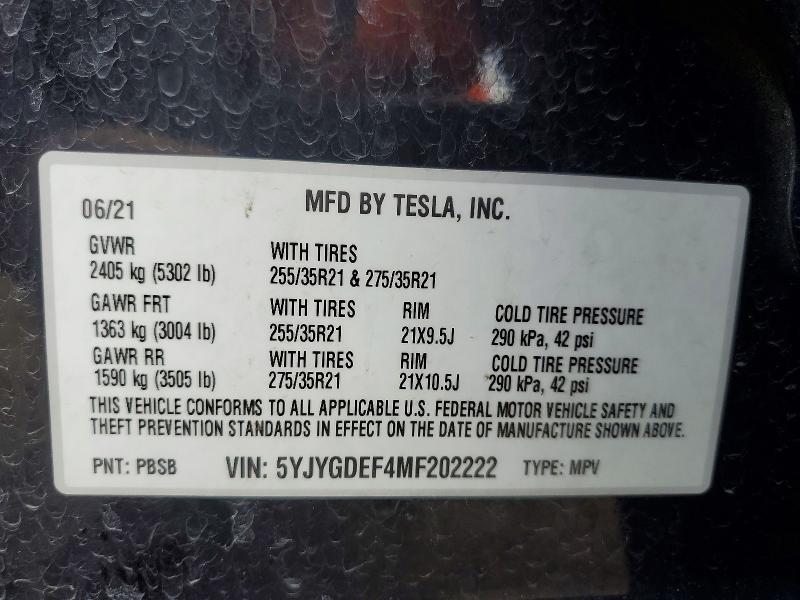 06/21 MFD BY TESLA, INC.
GVWR WITH TIRES
2405 kg (5302 lb) 255/35R21 & 275/35R21
GAWR FRT WITH TIRES RIM COLD TIRE PRESSURE
1363 kg (3004 lb) 255/35R21 21X9.5J 290 kPa, 42 psi
GAWR RR WITH TIRES RIM COLD TIRE PRESSURE
1590 kg (3505 lb) 275/35R21 21X10.5J 290 kPa, 42 psi
THIS VEHICLE CONFORMS TO ALL APPLICABLE U.S. FEDERAL MOTOR VEHICLE SAFETY AND
THEFT PREVENTION STANDARDS IN EFFECT ON THE DATE OF MANUFACTURE SHOWN ABOVE.
PNT: PBSB VIN: 5YJYGDEF4MF202222 TYPE: MPV